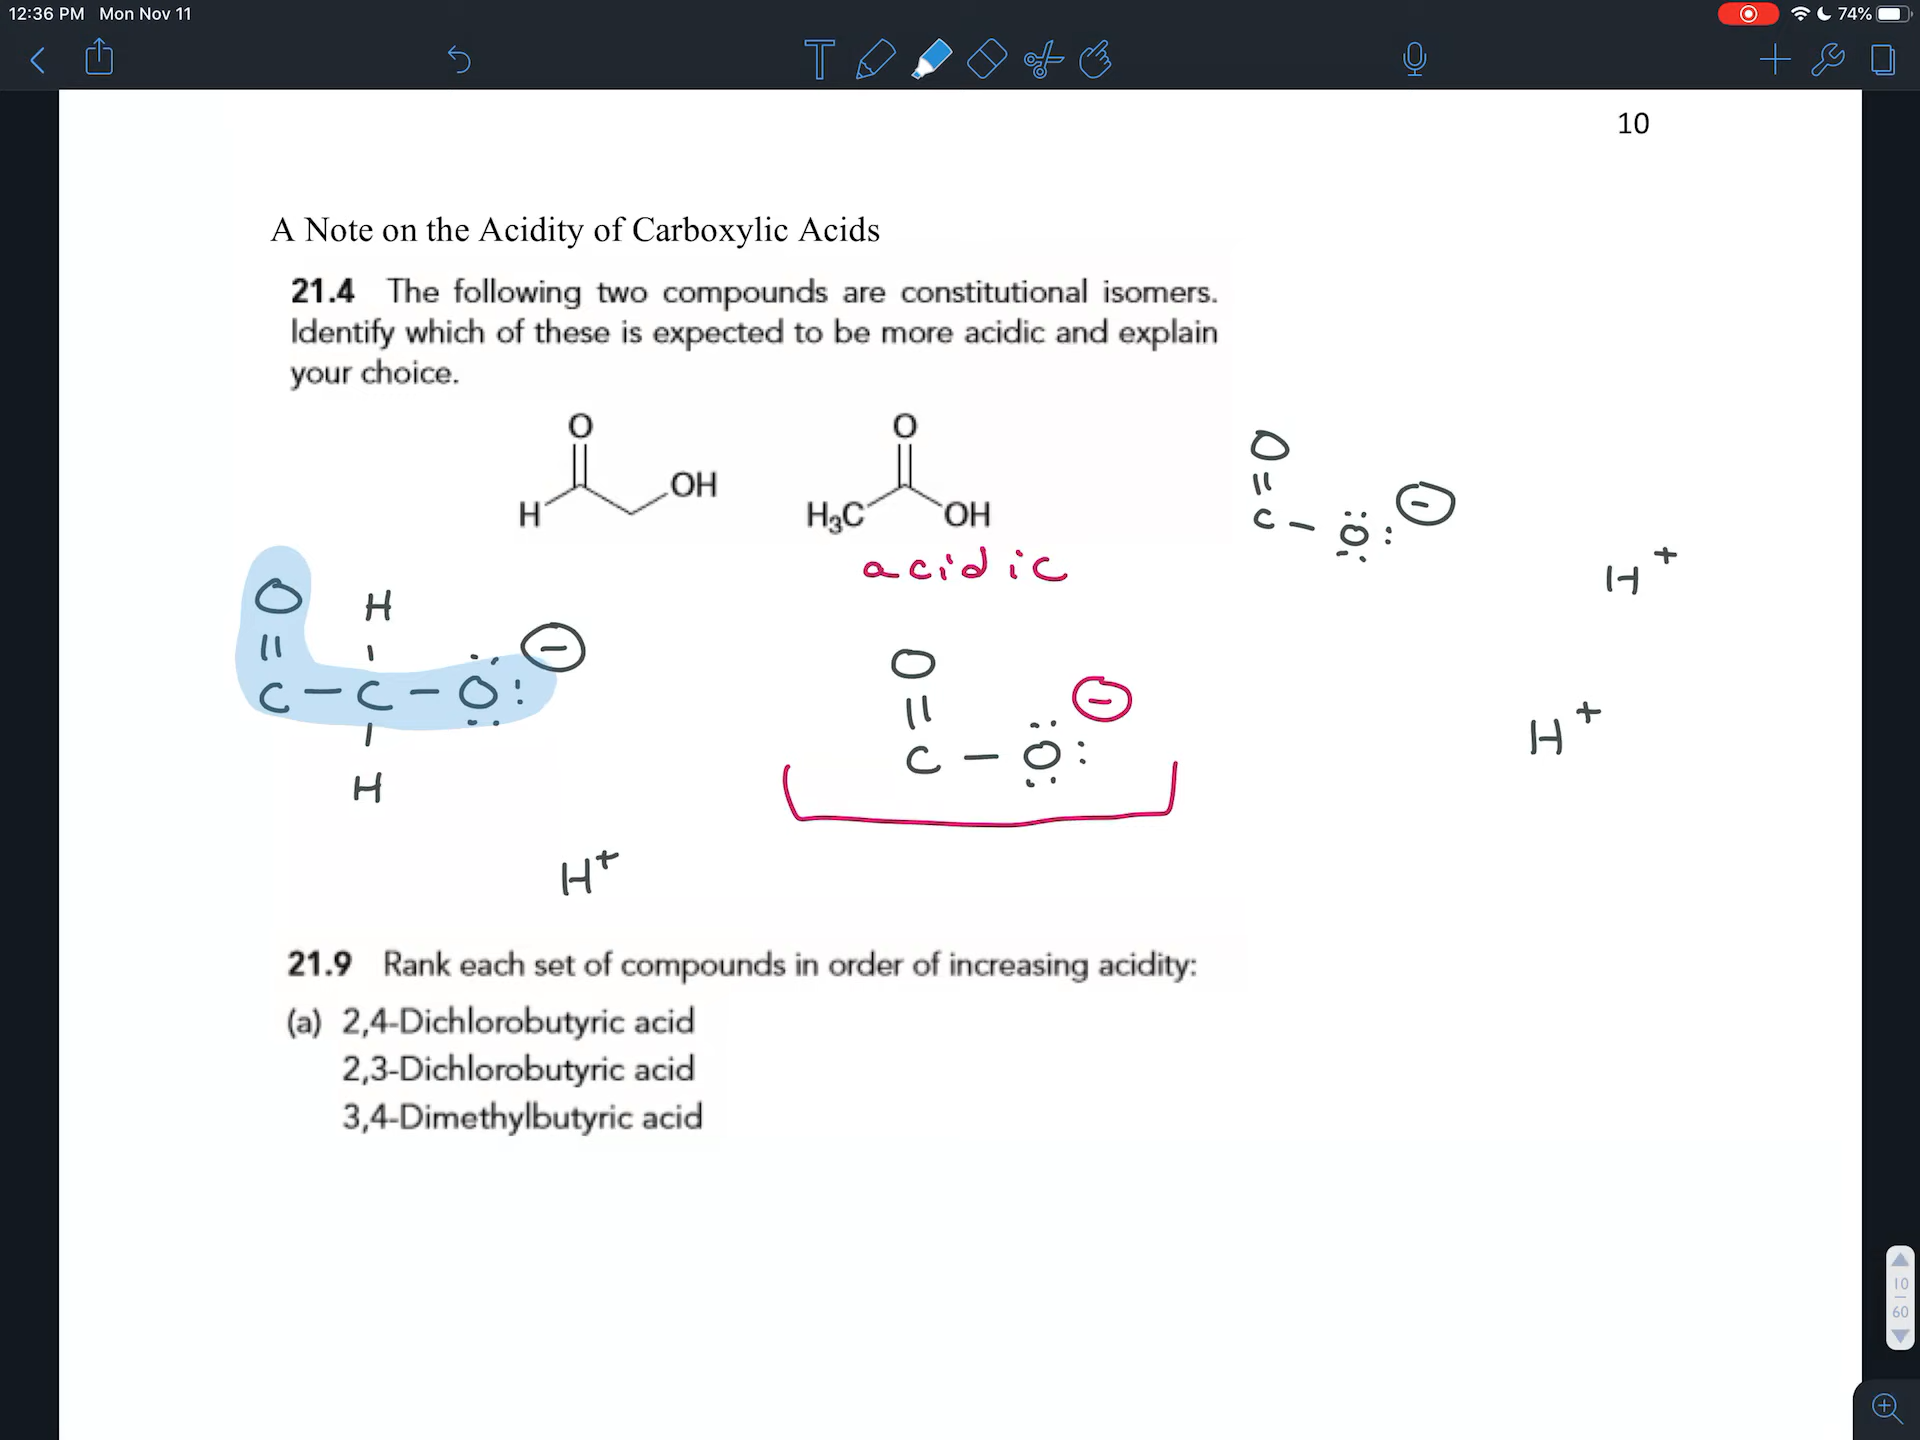 12:36 PM Mon Nov 11
74%
10
A Note on the Acidity of Carboxylic Acids
21.4 The following two compounds are constitutional isomers.
Identify which of these is expected to be more acidic and explain
your choice.
O
OH
H
O
H₃C
OH
acidic
O
C - O: -
H+
O
H
C - C - O: -
H
O
C - O: -
H+
H+
21.9 Rank each set of compounds in order of increasing acidity:
(a) 2,4-Dichlorobutyric acid
2,3-Dichlorobutyric acid
3,4-Dimethylbutyric acid
10
60